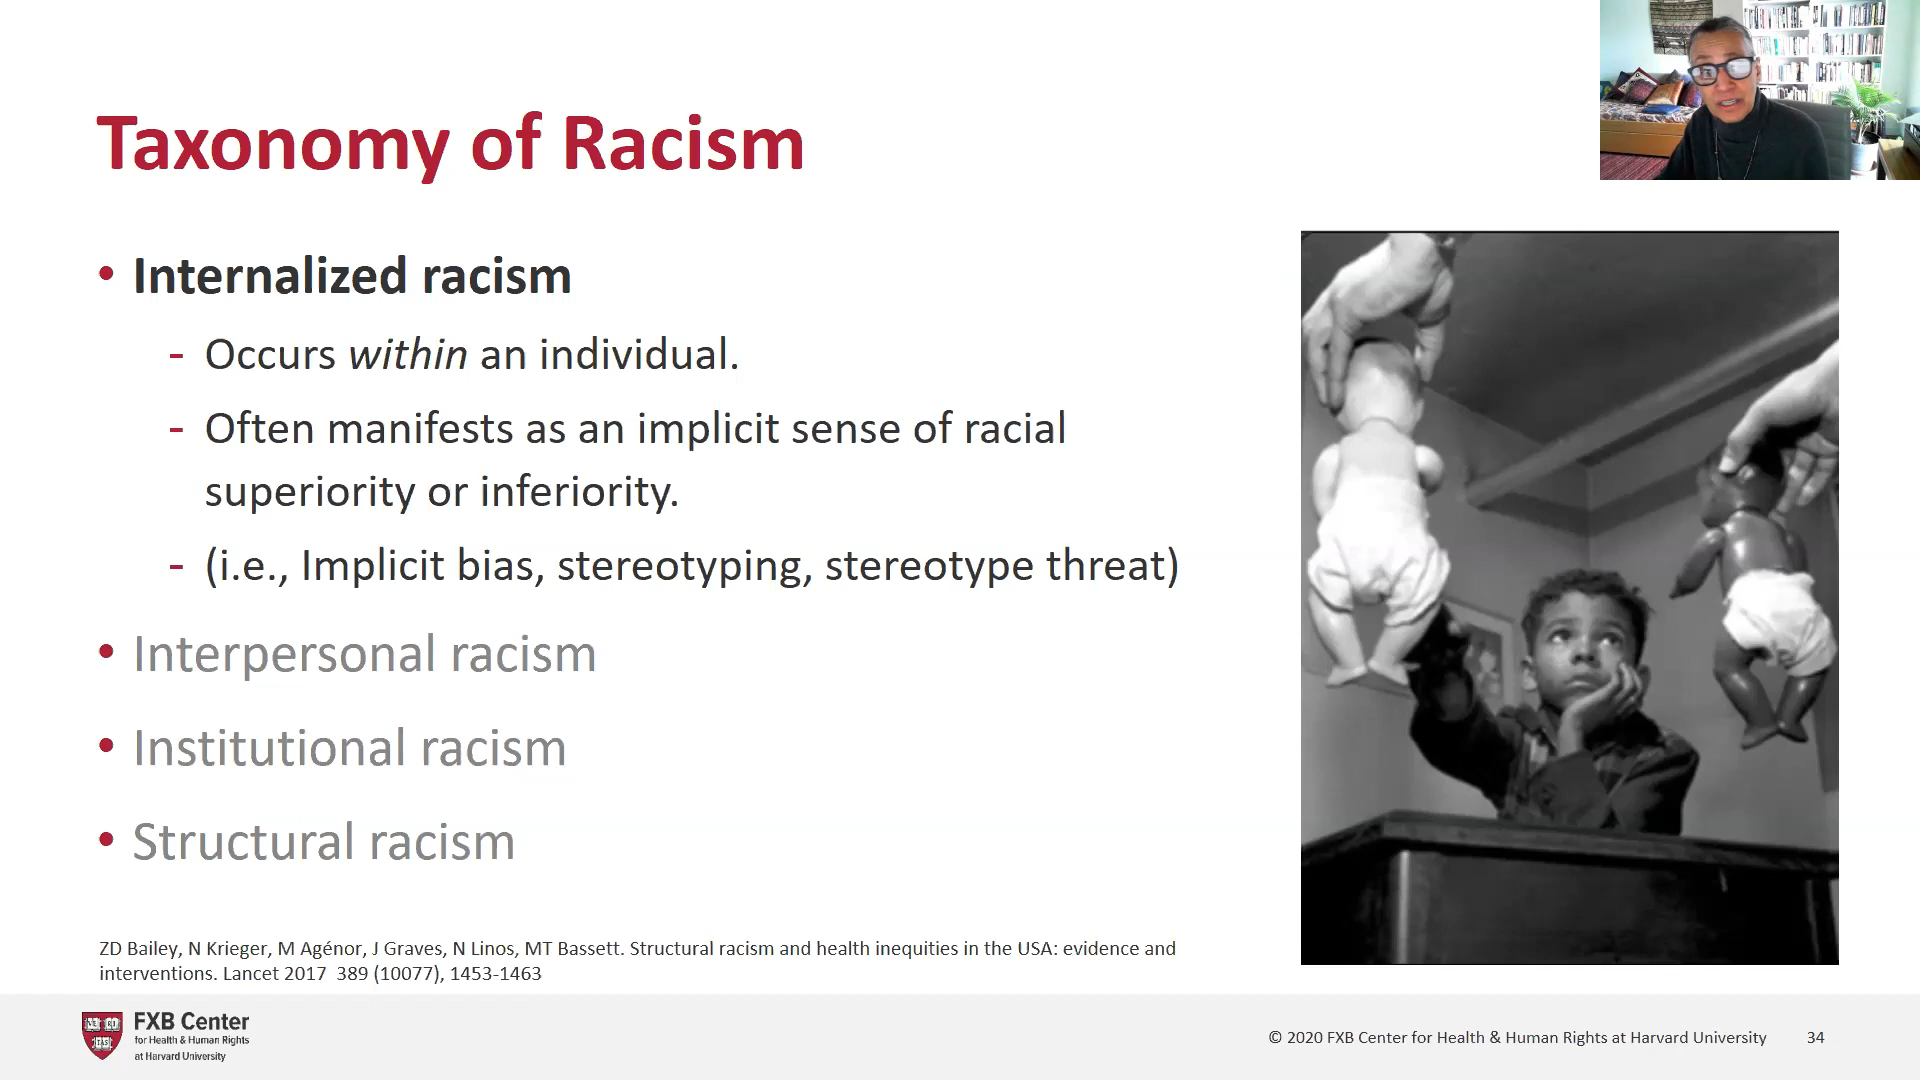 Taxonomy of Racism
• Internalized racism
- Occurs within an individual.
- Often manifests as an implicit sense of racial
superiority or inferiority.
- (i.e., Implicit bias, stereotyping, stereotype threat)
• Interpersonal racism
• Institutional racism
• Structural racism
ZD Bailey, N Krieger, M Agénor, J Graves, N Linos, MT Bassett. Structural racism and health inequities in the USA: evidence and
interventions. Lancet 2017 389 (10077), 1453-1463
VE RI
TAS
FXB Center
for Health & Human Rights
at Harvard University
© 2020 FXB Center for Health & Human Rights at Harvard University
34